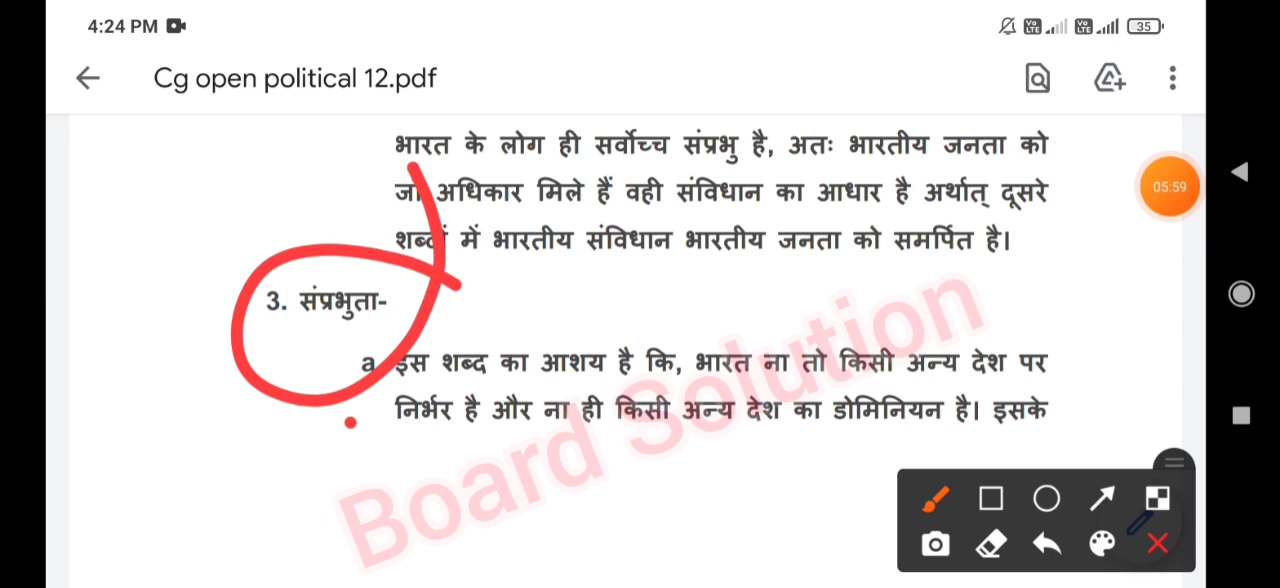 4:24 PM
35
Cg open political 12.pdf
भारत के लोग ही सर्वोच्च संप्रभु है, अतः भारतीय जनता को
जो अधिकार मिले हैं वही संविधान का आधार है अर्थात् दूसरे
शब्दों में भारतीय संविधान भारतीय जनता को समर्पित है।
05:59
3. संप्रभुता-
a. इस शब्द का आशय है कि, भारत ना तो किसी अन्य देश पर
निर्भर है और ना ही किसी अन्य देश का डोमिनियन है। इसके
Board Solution